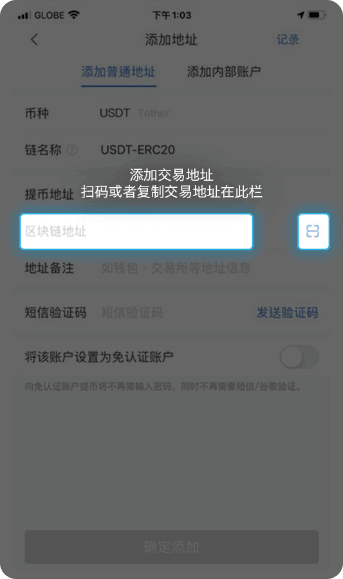 GLOBE 下午1:03
添加地址 记录
添加普通地址 添加内部账户
币种 USDT Tether
链名称 USDT-ERC20
添加交易地址
提币地址
扫码或者复制交易地址在此栏
区块链地址
地址备注 如钱包·交易所等地址信息
短信验证码 短信验证码 发送验证码
将该账户设置为免认证账户
向免认证账户提币将不再需输入密码，同时不再需要短信/谷歌验证。
确定添加